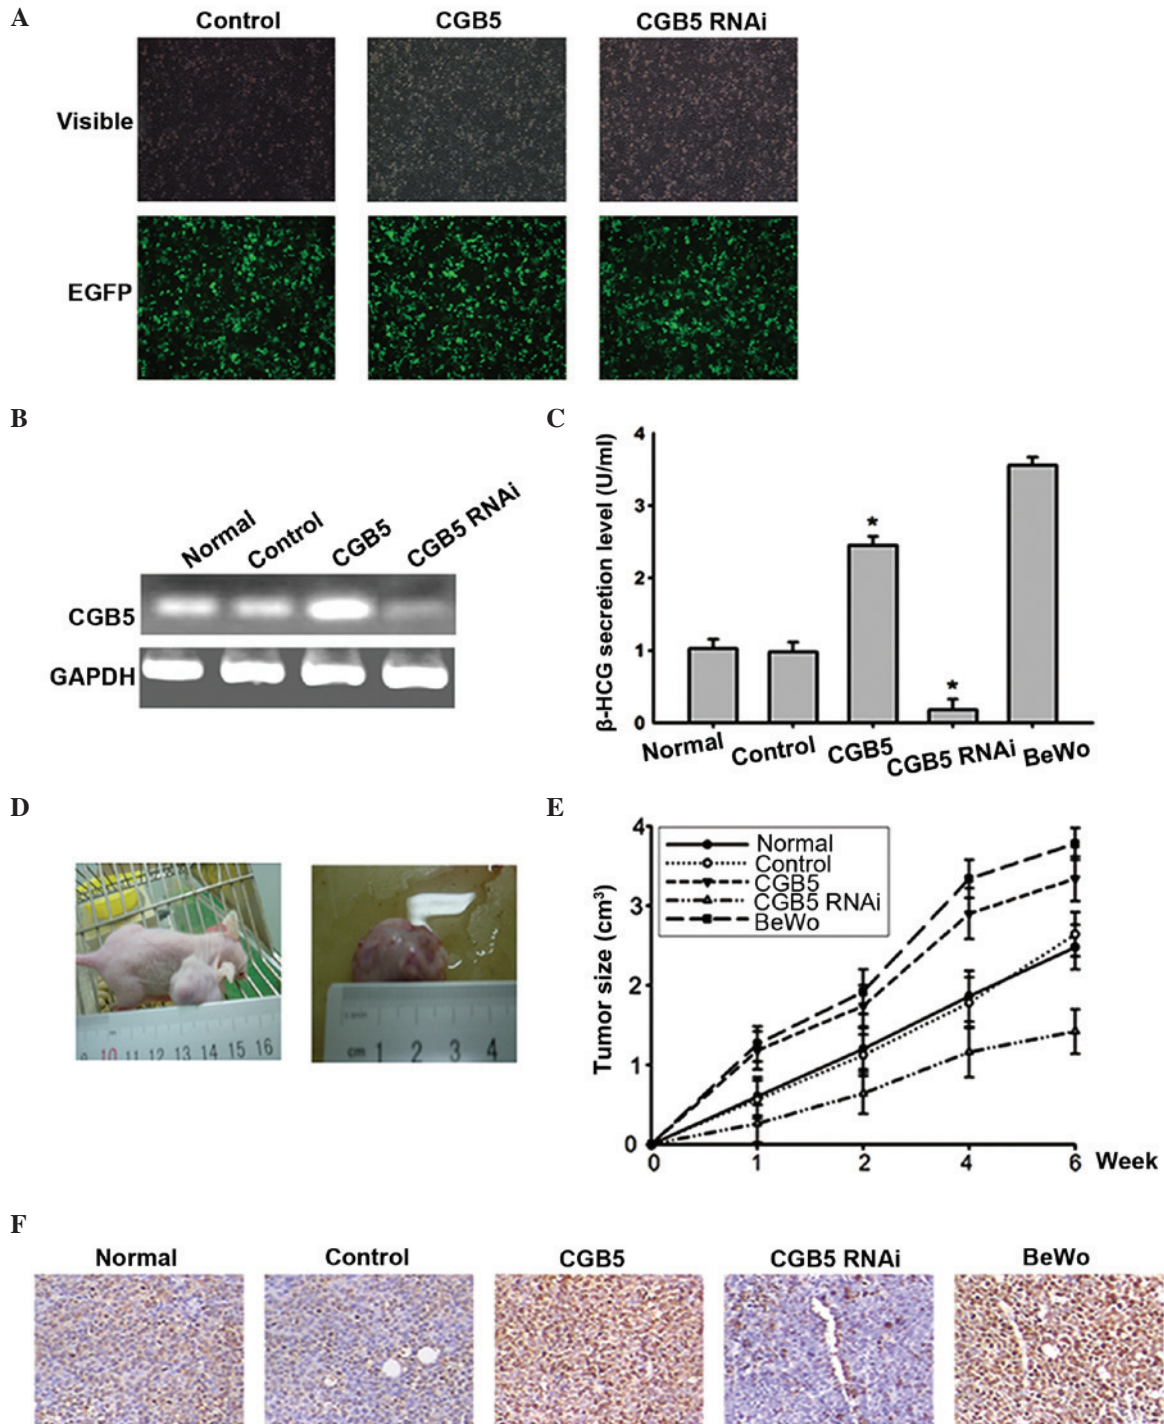 A
Control CGB5 CGB5 RNAi
Visible
EGFP
B
Normal Control CGB5 CGB5 RNAi
CGB5
GAPDH
C
β-HCG secretion level (U/ml)
4
3
2
1
0
Normal Control CGB5 CGB5 RNAi BeWo
* *
D
10 11 12 13 14 15 16
cm 1 2 3 4
E
Tumor size (cm³)
4
3
2
1
0
Normal
Control
CGB5
CGB5 RNAi
BeWo
0 1 2 4 6 Week
F
Normal Control CGB5 CGB5 RNAi BeWo